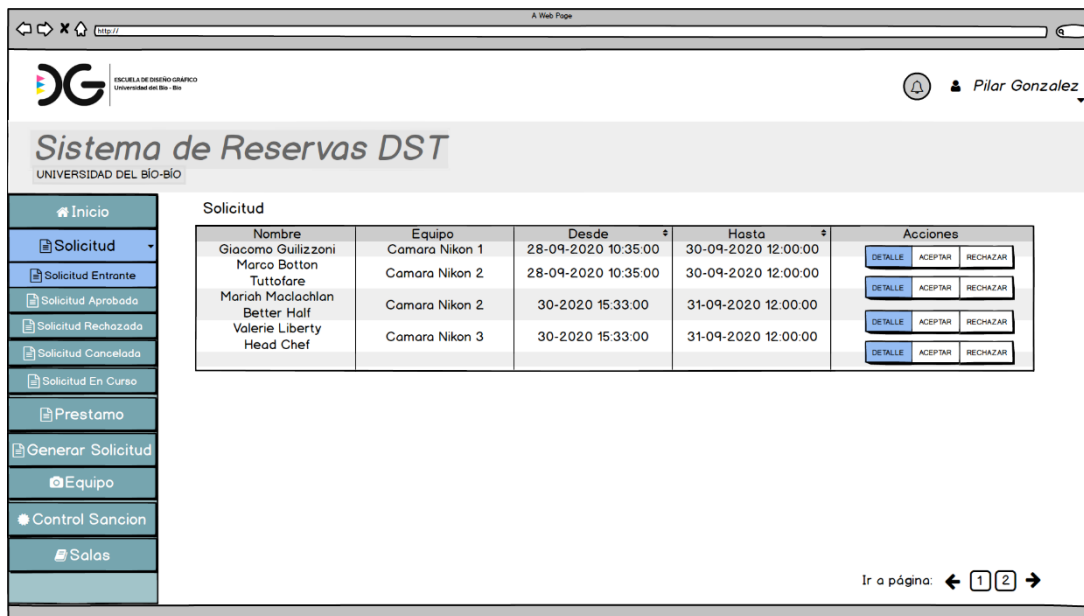 A Web Page
http://
DG
ESCUELA DE DISEÑO GRÁFICO
Universidad del Bío - Bío
Pilar Gonzalez
Sistema de Reservas DST
UNIVERSIDAD DEL BÍO-BÍO
Inicio
Solicitud
Solicitud Entrante
Solicitud Aprobada
Solicitud Rechazada
Solicitud Cancelada
Solicitud En Curso
Prestamo
Generar Solicitud
Equipo
Control Sancion
Salas
Solicitud
Nombre Equipo Desde Hasta Acciones
Giacomo Guilizzoni Camara Nikon 1 28-09-2020 10:35:00 30-09-2020 12:00:00 DETALLE ACEPTAR RECHAZAR
Marco Botton
Tuttofare Camara Nikon 2 28-09-2020 10:35:00 30-09-2020 12:00:00 DETALLE ACEPTAR RECHAZAR
Mariah Maclachlan
Better Half Camara Nikon 2 30-2020 15:33:00 31-09-2020 12:00:00 DETALLE ACEPTAR RECHAZAR
Valerie Liberty
Head Chef Camara Nikon 3 30-2020 15:33:00 31-09-2020 12:00:00 DETALLE ACEPTAR RECHAZAR
Ir a página: 1 2